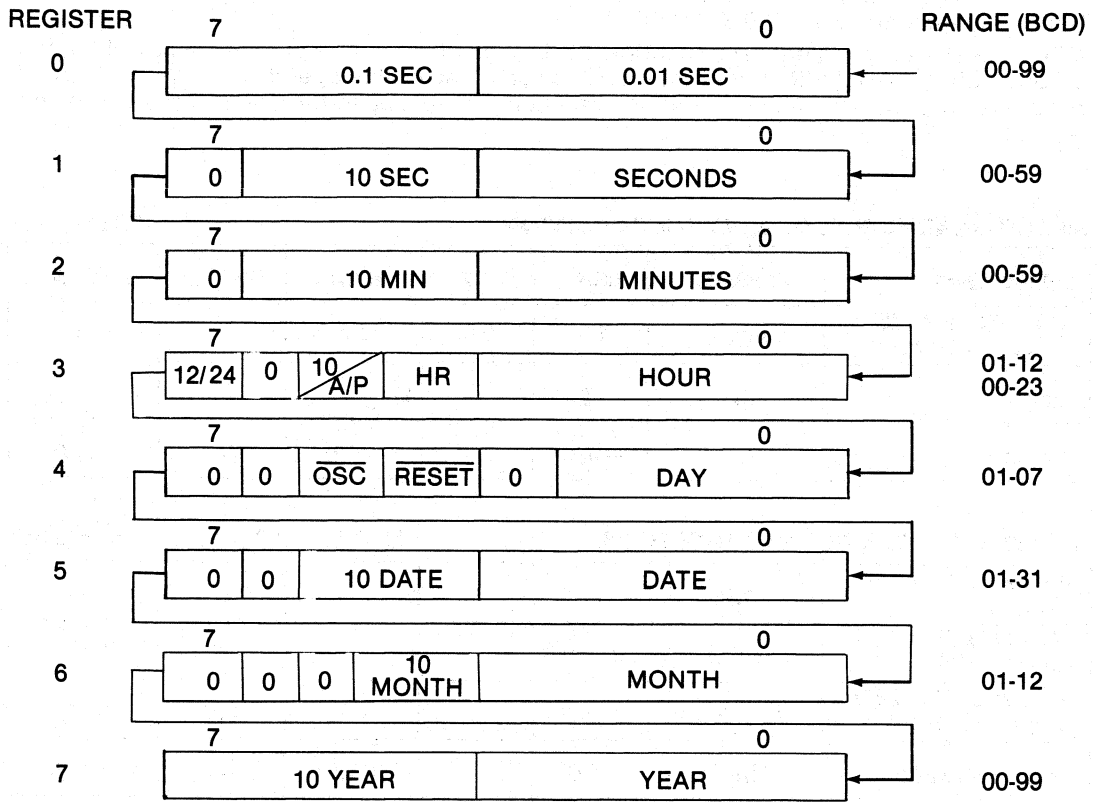 REGISTER 7 0 RANGE (BCD)
0 0.1 SEC 0.01 SEC 00-99
7 0
1 0 10 SEC SECONDS 00-59
7 0
2 0 10 MIN MINUTES 00-59
7 0
3 12/24 0 10 A/P HR HOUR 01-12
00-23
7 0
4 0 0 OSC RESET 0 DAY 01-07
7 0
5 0 0 10 DATE DATE 01-31
7 0
6 0 0 0 10 MONTH MONTH 01-12
7 0
7 10 YEAR YEAR 00-99